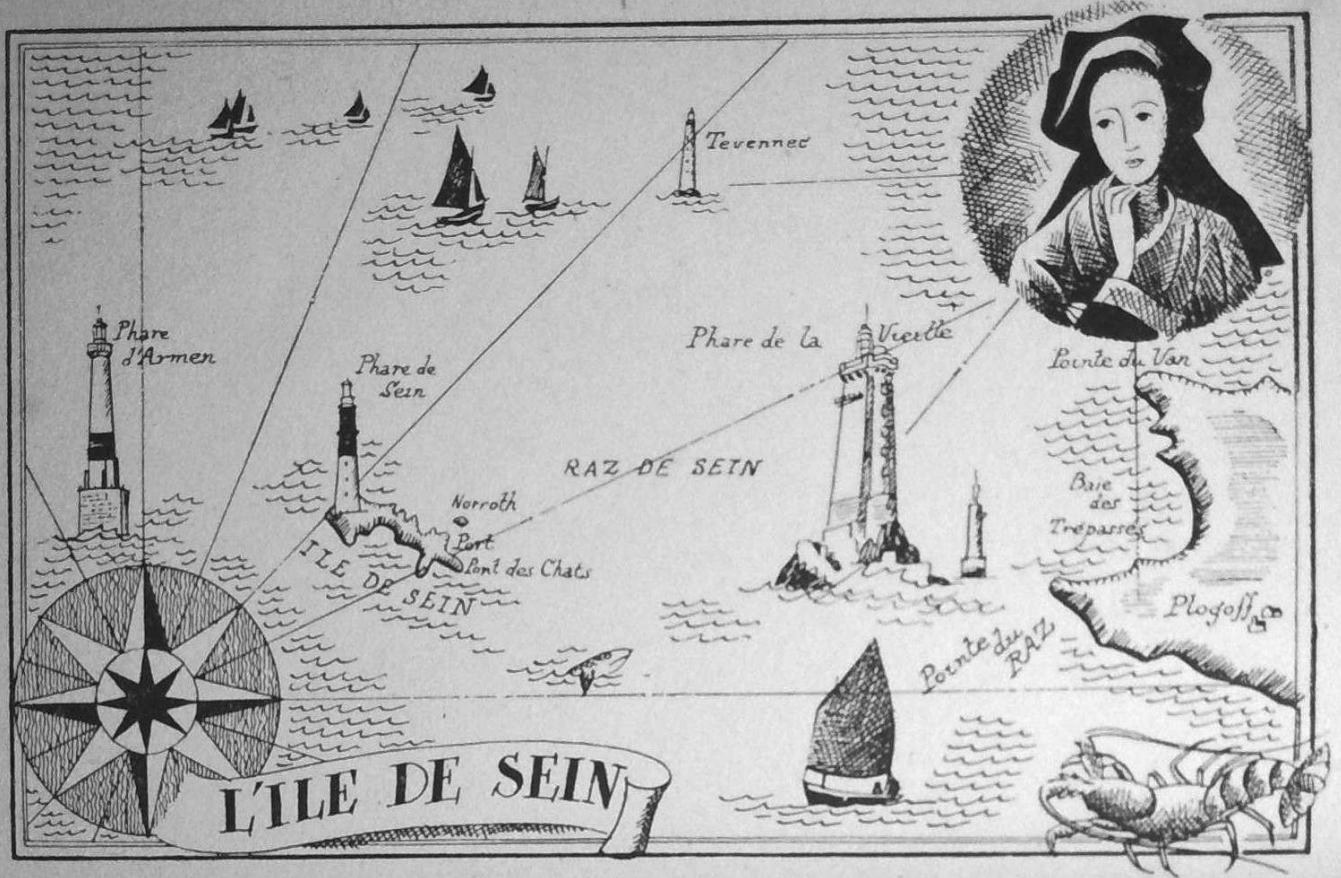 Tevennec
Phare
d'Armen
Phare de
Sein
Phare de la Vieille
Pointe du Van
RAZ DE SEIN
Baie
des
Trépassés
Norroth
Port
Pont des Chats
ILE DE SEIN
Plogoff
Pointe du
RAZ
L'ILE DE SEIN